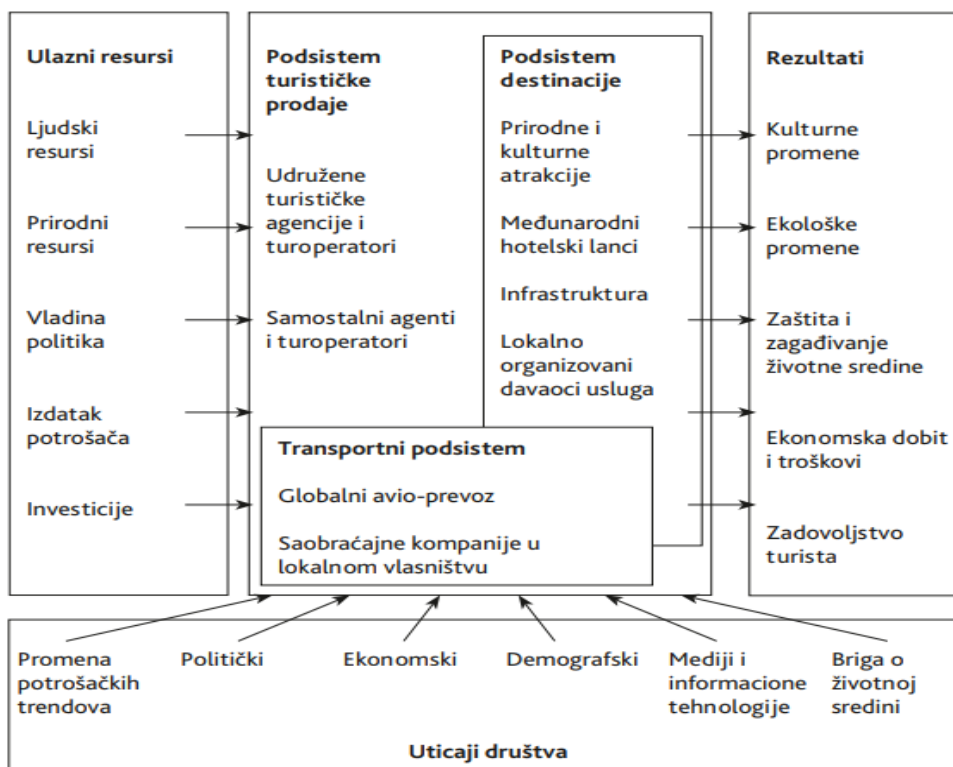 Ulazni resursi
Ljudski
resursi
Prirodni
resursi
Vladina
politika
Izdatak
potrošača
Investicije
Podsistem
turističke
prodaje
Udružene
turističke
agencije i
turoperatori
Samostalni agenti
i turoperatori
Podsistem
destinacije
Prirodne i
kulturne
atrakcije
Međunarodni
hotelski lanci
Infrastruktura
Lokalno
organizovani
davaoci usluga
Transportni podsistem
Globalni avio-prevoz
Saobraćajne kompanije u
lokalnom vlasništvu
Rezultati
Kulturne
promene
Ekološke
promene
Zaštita i
zagađivanje
životne sredine
Ekonomska dobit
i troškovi
Zadovoljstvo
turista
Promena
potrošačkih
trendova
Politički
Ekonomski
Demografski
Mediji i
informacione
tehnologije
Briga o
životnoj
sredini
Uticaji društva